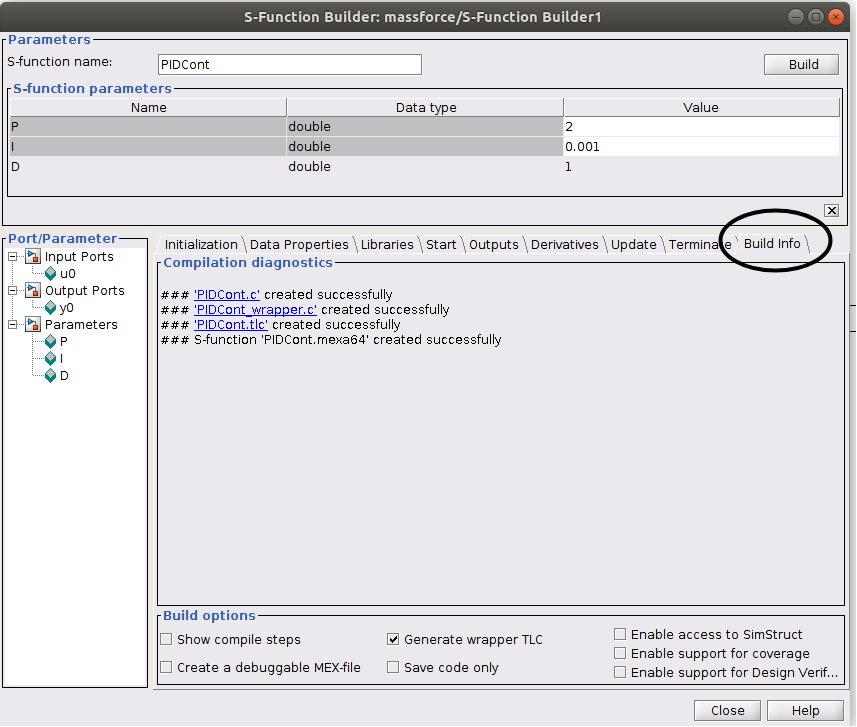 S-Function Builder: massforce/S-Function Builder1
Parameters
S-function name: PIDCont Build
S-function parameters
Name Data type Value
P double 2
I double 0.001
D double 1
Port/Parameter
Input Ports
u0
Output Ports
y0
Parameters
P
I
D
Initialization Data Properties Libraries Start Outputs Derivatives Update Terminate Build Info
Compilation diagnostics
### 'PIDCont.c' created successfully
### 'PIDCont_wrapper.c' created successfully
### 'PIDCont.tlc' created successfully
### S-function 'PIDCont.mexa64' created successfully
Build options
Show compile steps Generate wrapper TLC Enable access to SimStruct
Enable support for coverage
Create a debuggable MEX-file Save code only Enable support for Design Verif...
Close Help